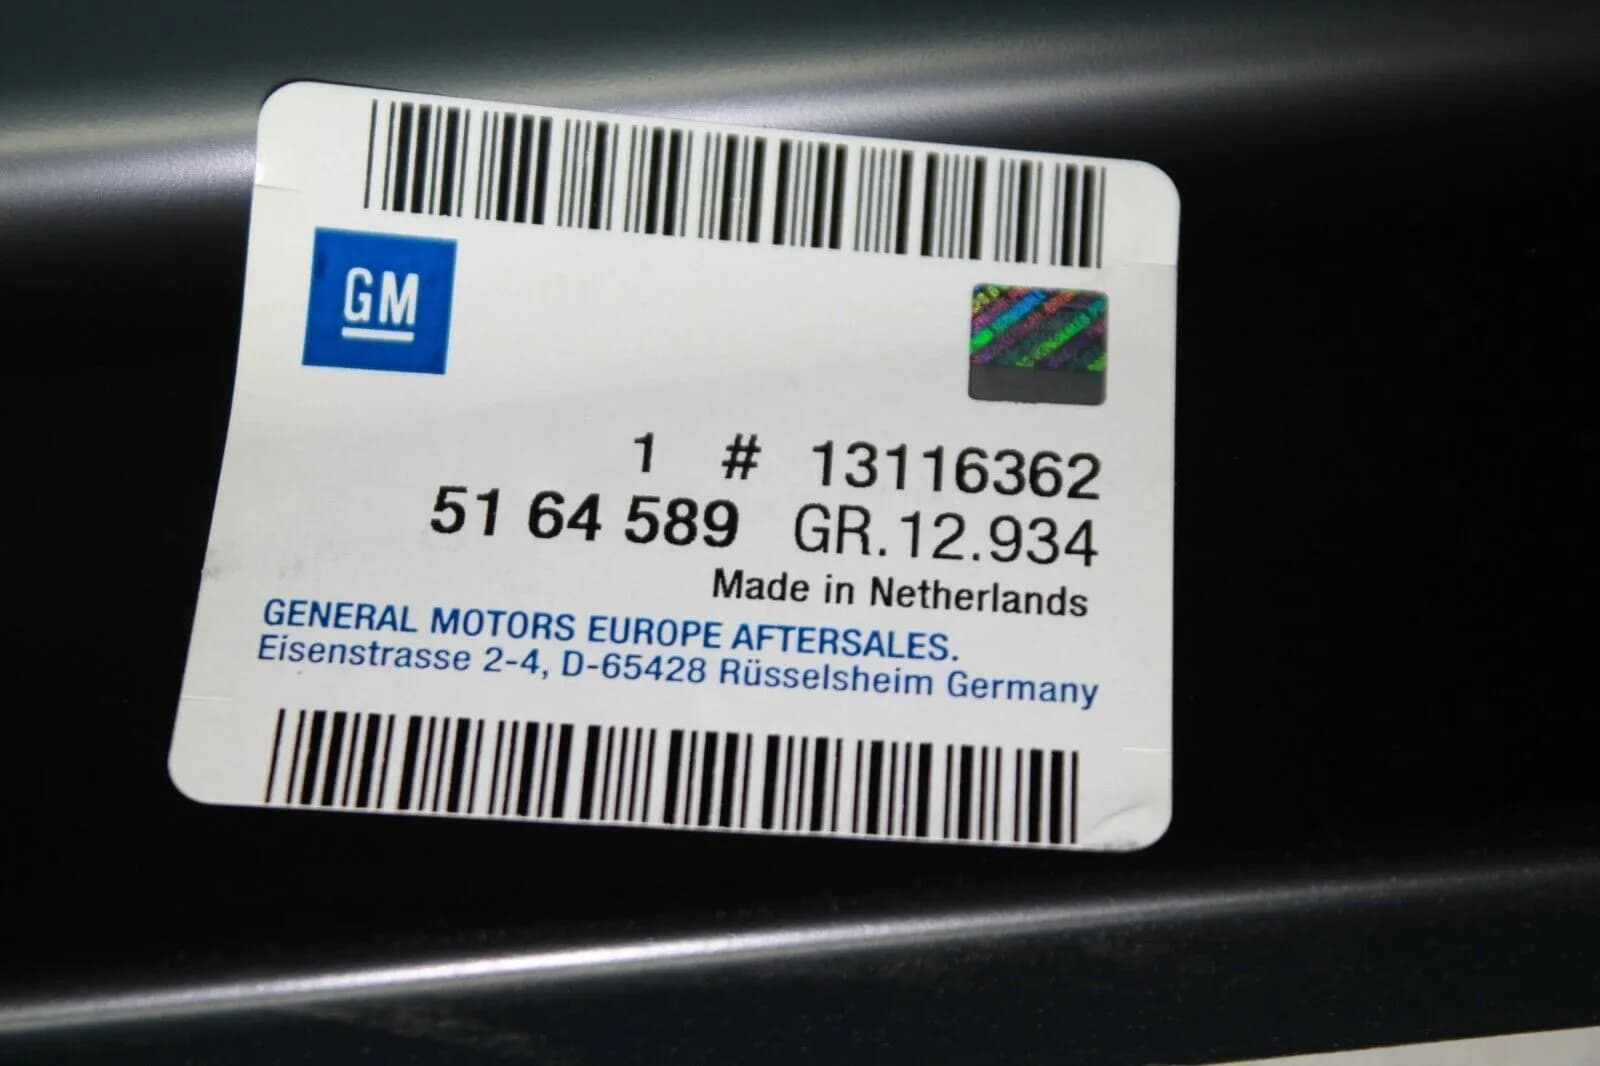 GM
1 # 13116362
51 64 589 GR.12.934
Made in Netherlands
GENERAL MOTORS EUROPE AFTERSALES.
Eisenstrasse 2-4, D-65428 Rüsselsheim Germany